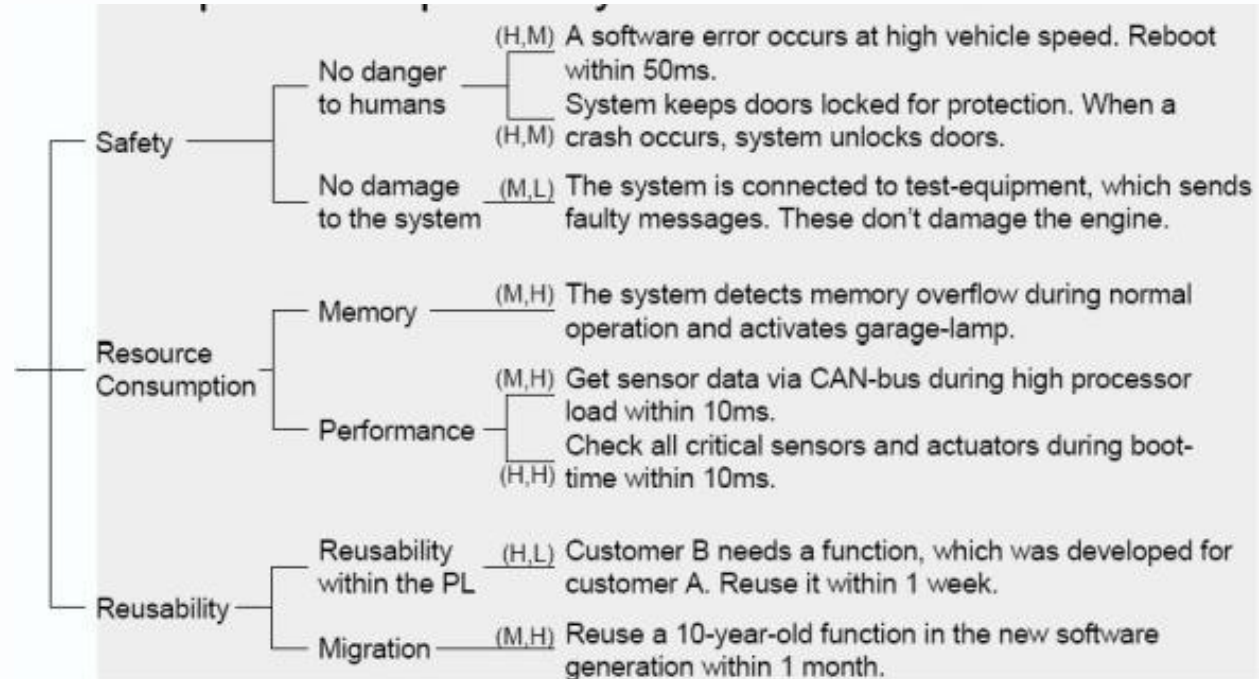 (H,M) A software error occurs at high vehicle speed. Reboot
within 50ms.
No danger
to humans
System keeps doors locked for protection. When a
(H,M) crash occurs, system unlocks doors.
Safety
No damage
to the system
(M,L) The system is connected to test-equipment, which sends
faulty messages. These don't damage the engine.
Resource
Consumption
Memory
(M,H) The system detects memory overflow during normal
operation and activates garage-lamp.
Performance
(M,H) Get sensor data via CAN-bus during high processor
load within 10ms.
Check all critical sensors and actuators during boot-
(H,H) time within 10ms.
Reusability
Reusability
within the PL
(H,L) Customer B needs a function, which was developed for
customer A. Reuse it within 1 week.
Migration
(M,H) Reuse a 10-year-old function in the new software
generation within 1 month.